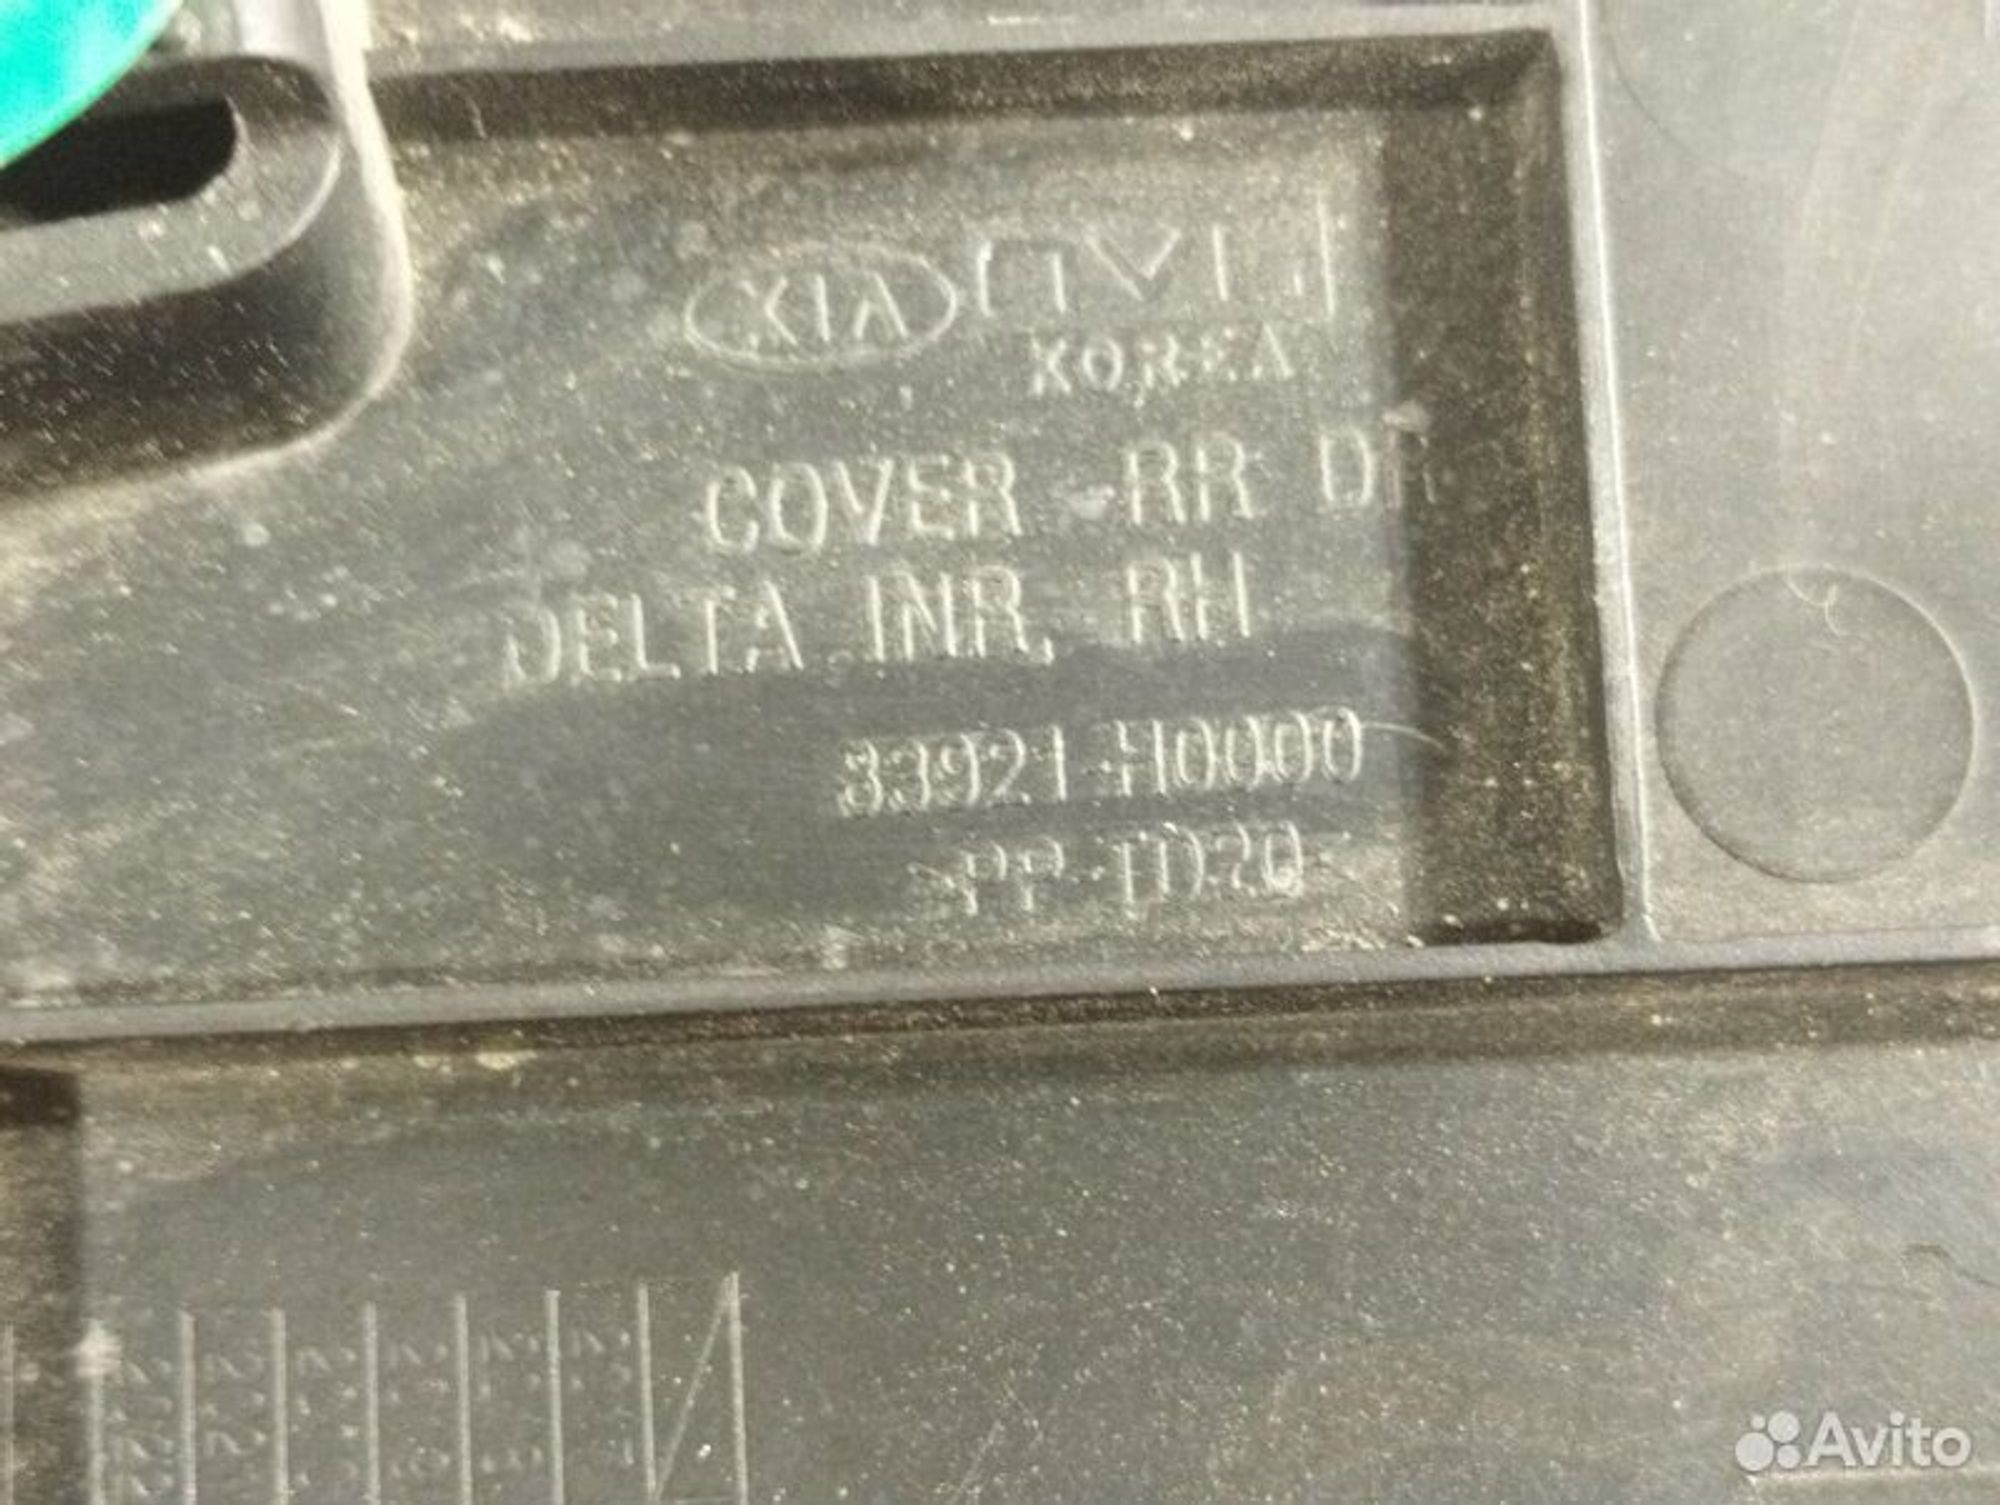 KIA
KOREA
COVER -RR DR
DELTA INR, RH
83921-H0000
>PP-TD20<
Avito